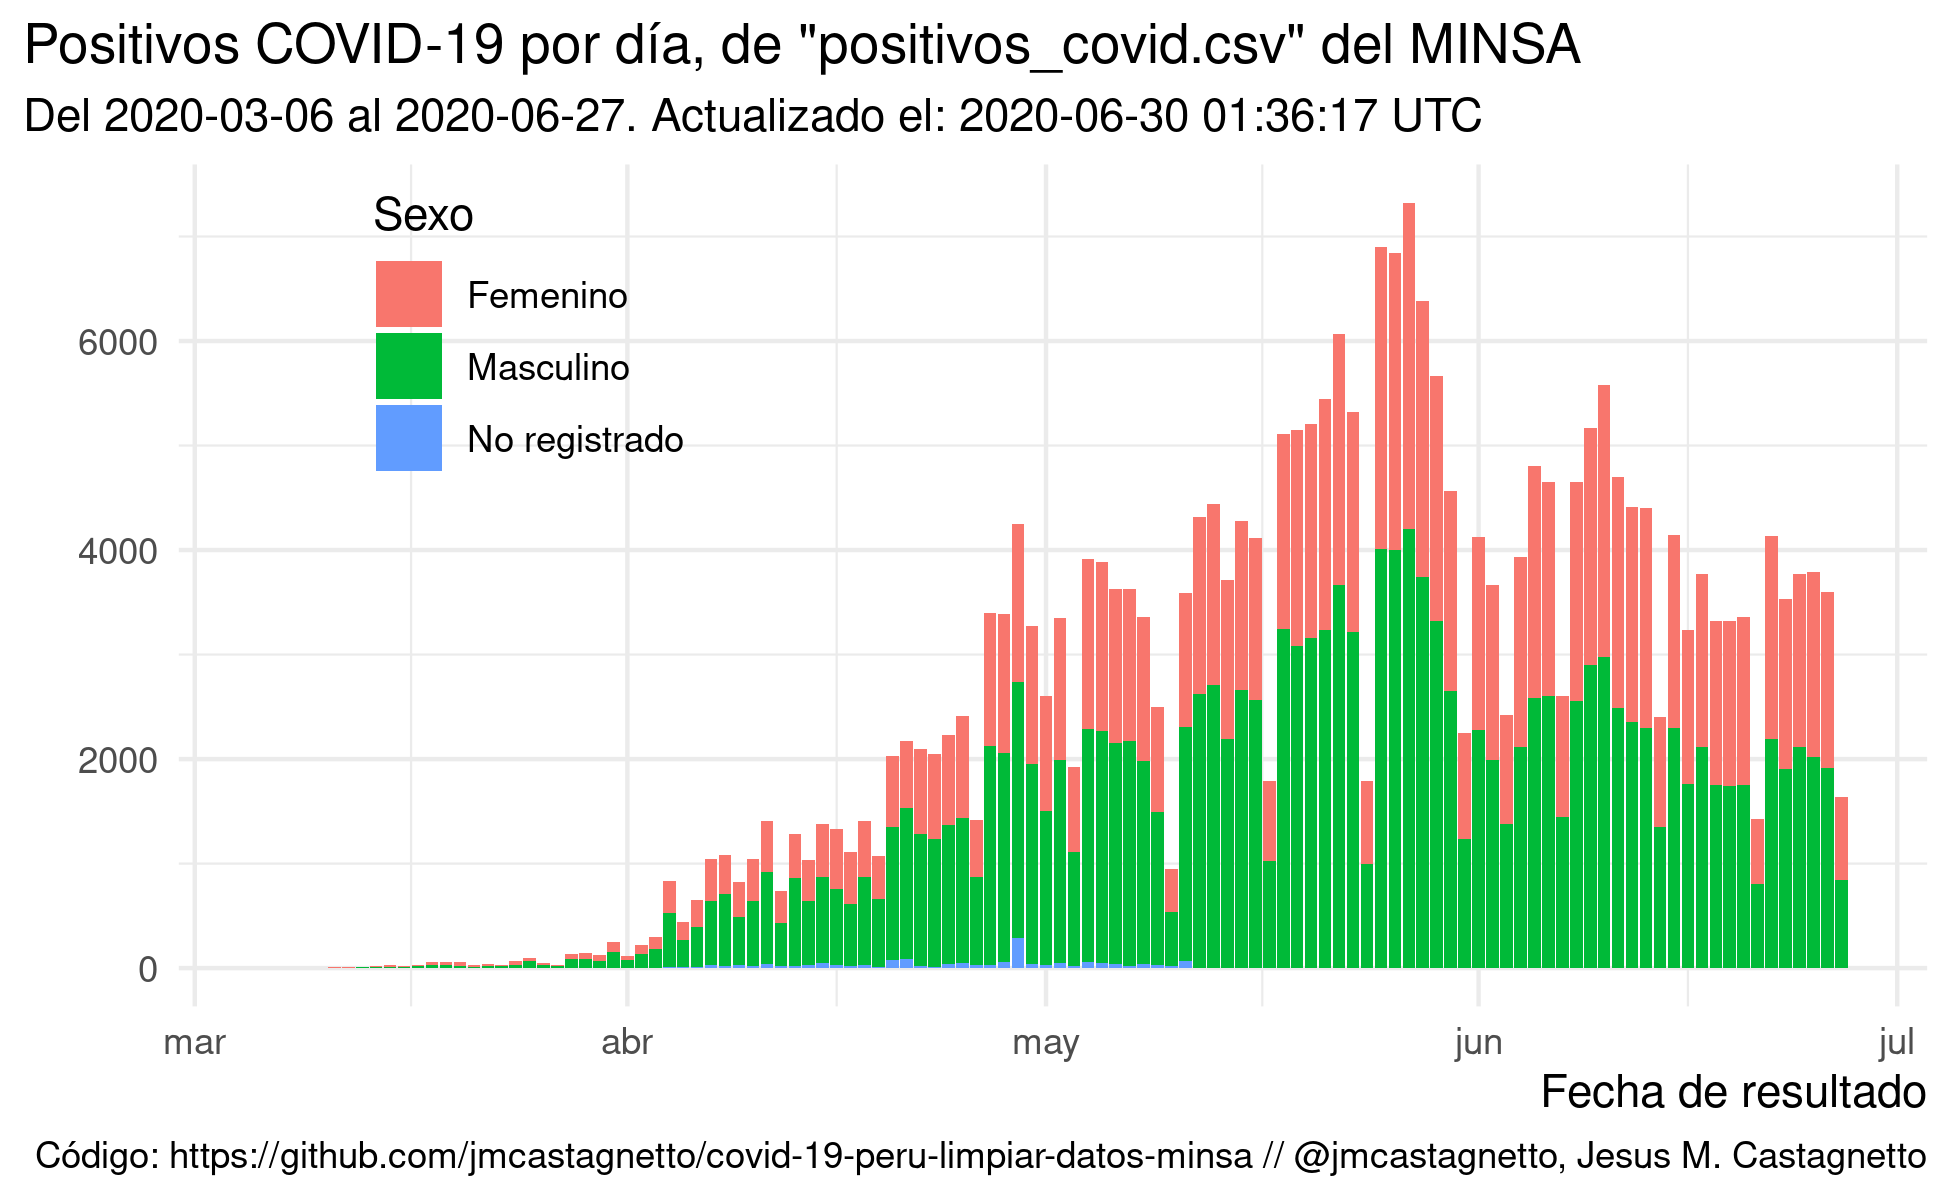 Positivos COVID-19 por día, de "positivos_covid.csv" del MINSA
Del 2020-03-06 al 2020-06-27. Actualizado el: 2020-06-30 01:36:17 UTC
Sexo
Femenino
Masculino
No registrado
6000
4000
2000
0
mar abr may jun jul
Fecha de resultado
Código: https://github.com/jmcastagnetto/covid-19-peru-limpiar-datos-minsa // @jmcastagnetto, Jesus M. Castagnetto